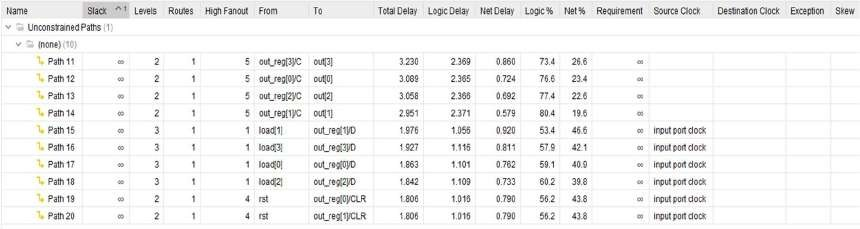 Name Slack ^1 Levels Routes High Fanout From To Total Delay Logic Delay Net Delay Logic % Net % Requirement Source Clock Destination Clock Exception Skew
Unconstrained Paths (1)
(none) (10)
Path 11 ∞ 2 1 5 out_reg[3]/C out[3] 3.230 2.369 0.860 73.4 26.6 ∞
Path 12 ∞ 2 1 5 out_reg[0]/C out[0] 3.089 2.365 0.724 76.6 23.4 ∞
Path 13 ∞ 2 1 5 out_reg[2]/C out[2] 3.058 2.366 0.692 77.4 22.6 ∞
Path 14 ∞ 2 1 5 out_reg[1]/C out[1] 2.951 2.371 0.579 80.4 19.6 ∞
Path 15 ∞ 3 1 1 load[1] out_reg[1]/D 1.976 1.056 0.920 53.4 46.6 ∞ input port clock
Path 16 ∞ 3 1 1 load[3] out_reg[3]/D 1.927 1.116 0.811 57.9 42.1 ∞ input port clock
Path 17 ∞ 3 1 1 load[0] out_reg[0]/D 1.863 1.101 0.762 59.1 40.9 ∞ input port clock
Path 18 ∞ 3 1 1 load[2] out_reg[2]/D 1.842 1.109 0.733 60.2 39.8 ∞ input port clock
Path 19 ∞ 2 1 4 rst out_reg[0]/CLR 1.806 1.016 0.790 56.2 43.8 ∞ input port clock
Path 20 ∞ 2 1 4 rst out_reg[1]/CLR 1.806 1.016 0.790 56.2 43.8 ∞ input port clock